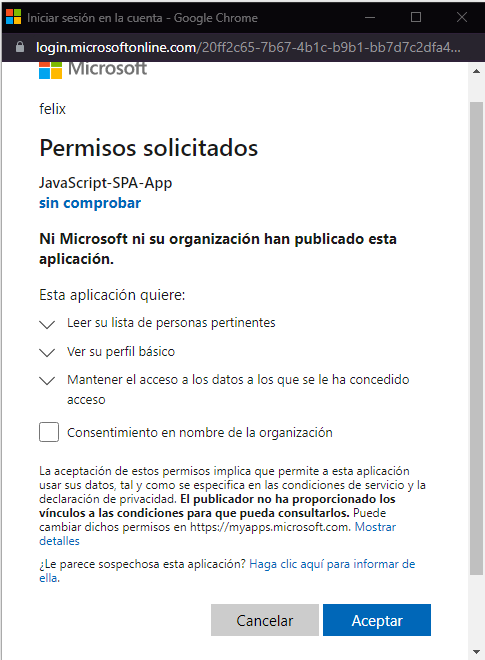 Iniciar sesión en la cuenta - Google Chrome
login.microsoftonline.com/20ff2c65-7b67-4b1c-b9b1-bb7d7c2dfa4...
Microsoft
felix
Permisos solicitados
JavaScript-SPA-App
sin comprobar
Ni Microsoft ni su organización han publicado esta
aplicación.
Esta aplicación quiere:
Leer su lista de personas pertinentes
Ver su perfil básico
Mantener el acceso a los datos a los que se le ha concedido
acceso
Consentimiento en nombre de la organización
La aceptación de estos permisos implica que permite a esta aplicación
usar sus datos, tal y como se especifica en las condiciones de servicio y la
declaración de privacidad. El publicador no ha proporcionado los
vínculos a las condiciones para que pueda consultarlos. Puede
cambiar dichos permisos en https://myapps.microsoft.com. Mostrar
detalles
¿Le parece sospechosa esta aplicación? Haga clic aquí para informar de
ella.
Cancelar
Aceptar